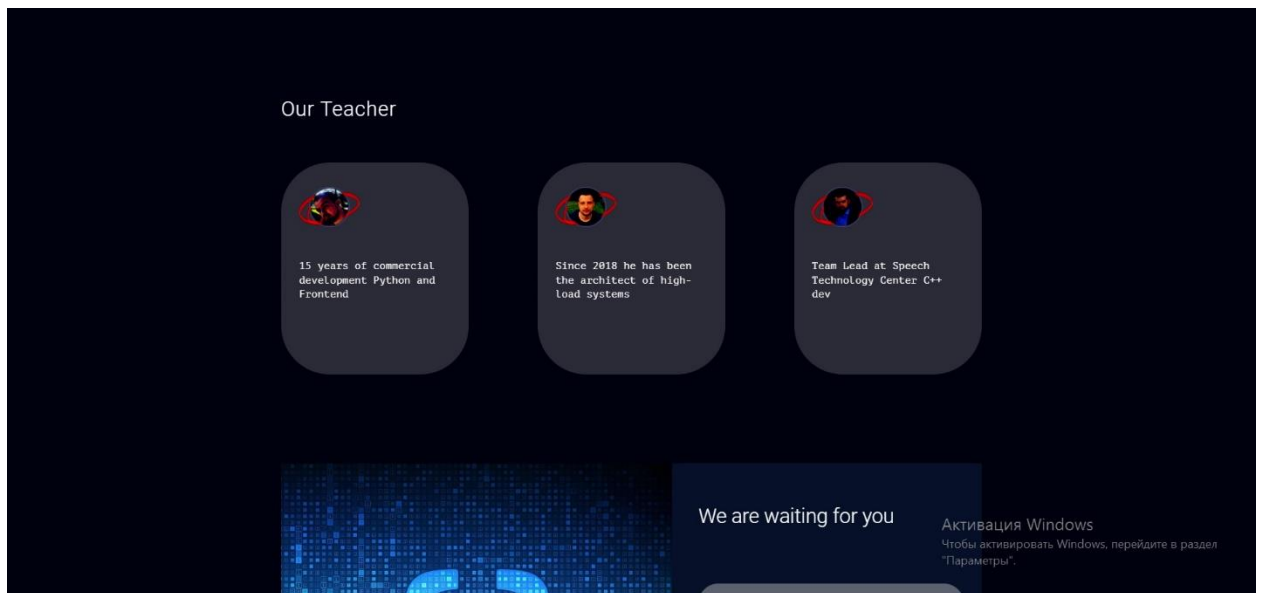 Our Teacher
15 years of commercial
development Python and
Frontend
Since 2018 he has been
the architect of high-
load systems
Team Lead at Speech
Technology Center C++
dev
We are waiting for you
Активация Windows
Чтобы активировать Windows, перейдите в раздел
"Параметры".